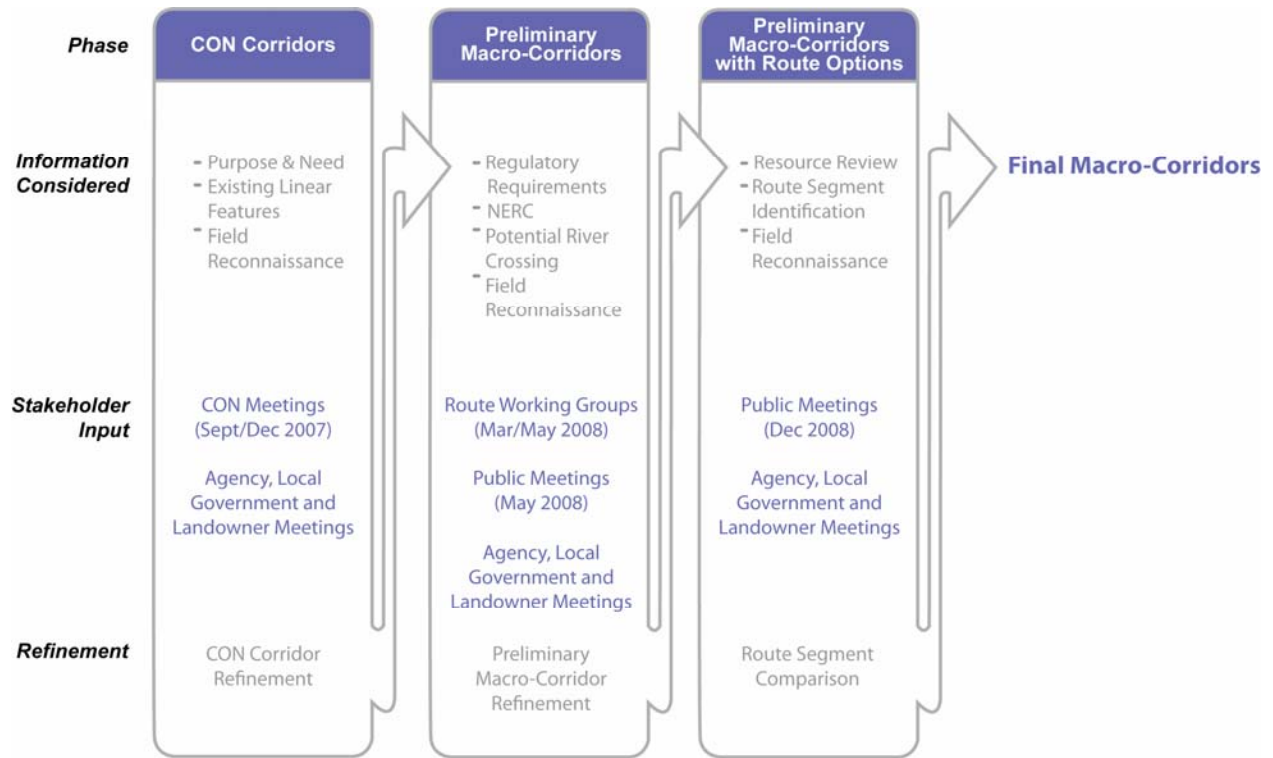 Phase
CON Corridors
Preliminary
Macro-Corridors
Preliminary
Macro-Corridors
with Route Options
Information
Considered
- Purpose & Need
- Existing Linear
Features
- Field
Reconnaissance
- Regulatory
Requirements
- NERC
- Potential River
Crossing
- Field
Reconnaissance
- Resource Review
- Route Segment
Identification
- Field
Reconnaissance
Final Macro-Corridors
Stakeholder
Input
CON Meetings
(Sept/Dec 2007)
Agency, Local
Government and
Landowner Meetings
Route Working Groups
(Mar/May 2008)
Public Meetings
(May 2008)
Agency, Local
Government and
Landowner Meetings
Public Meetings
(Dec 2008)
Agency, Local
Government and
Landowner Meetings
Refinement
CON Corridor
Refinement
Preliminary
Macro-Corridor
Refinement
Route Segment
Comparison